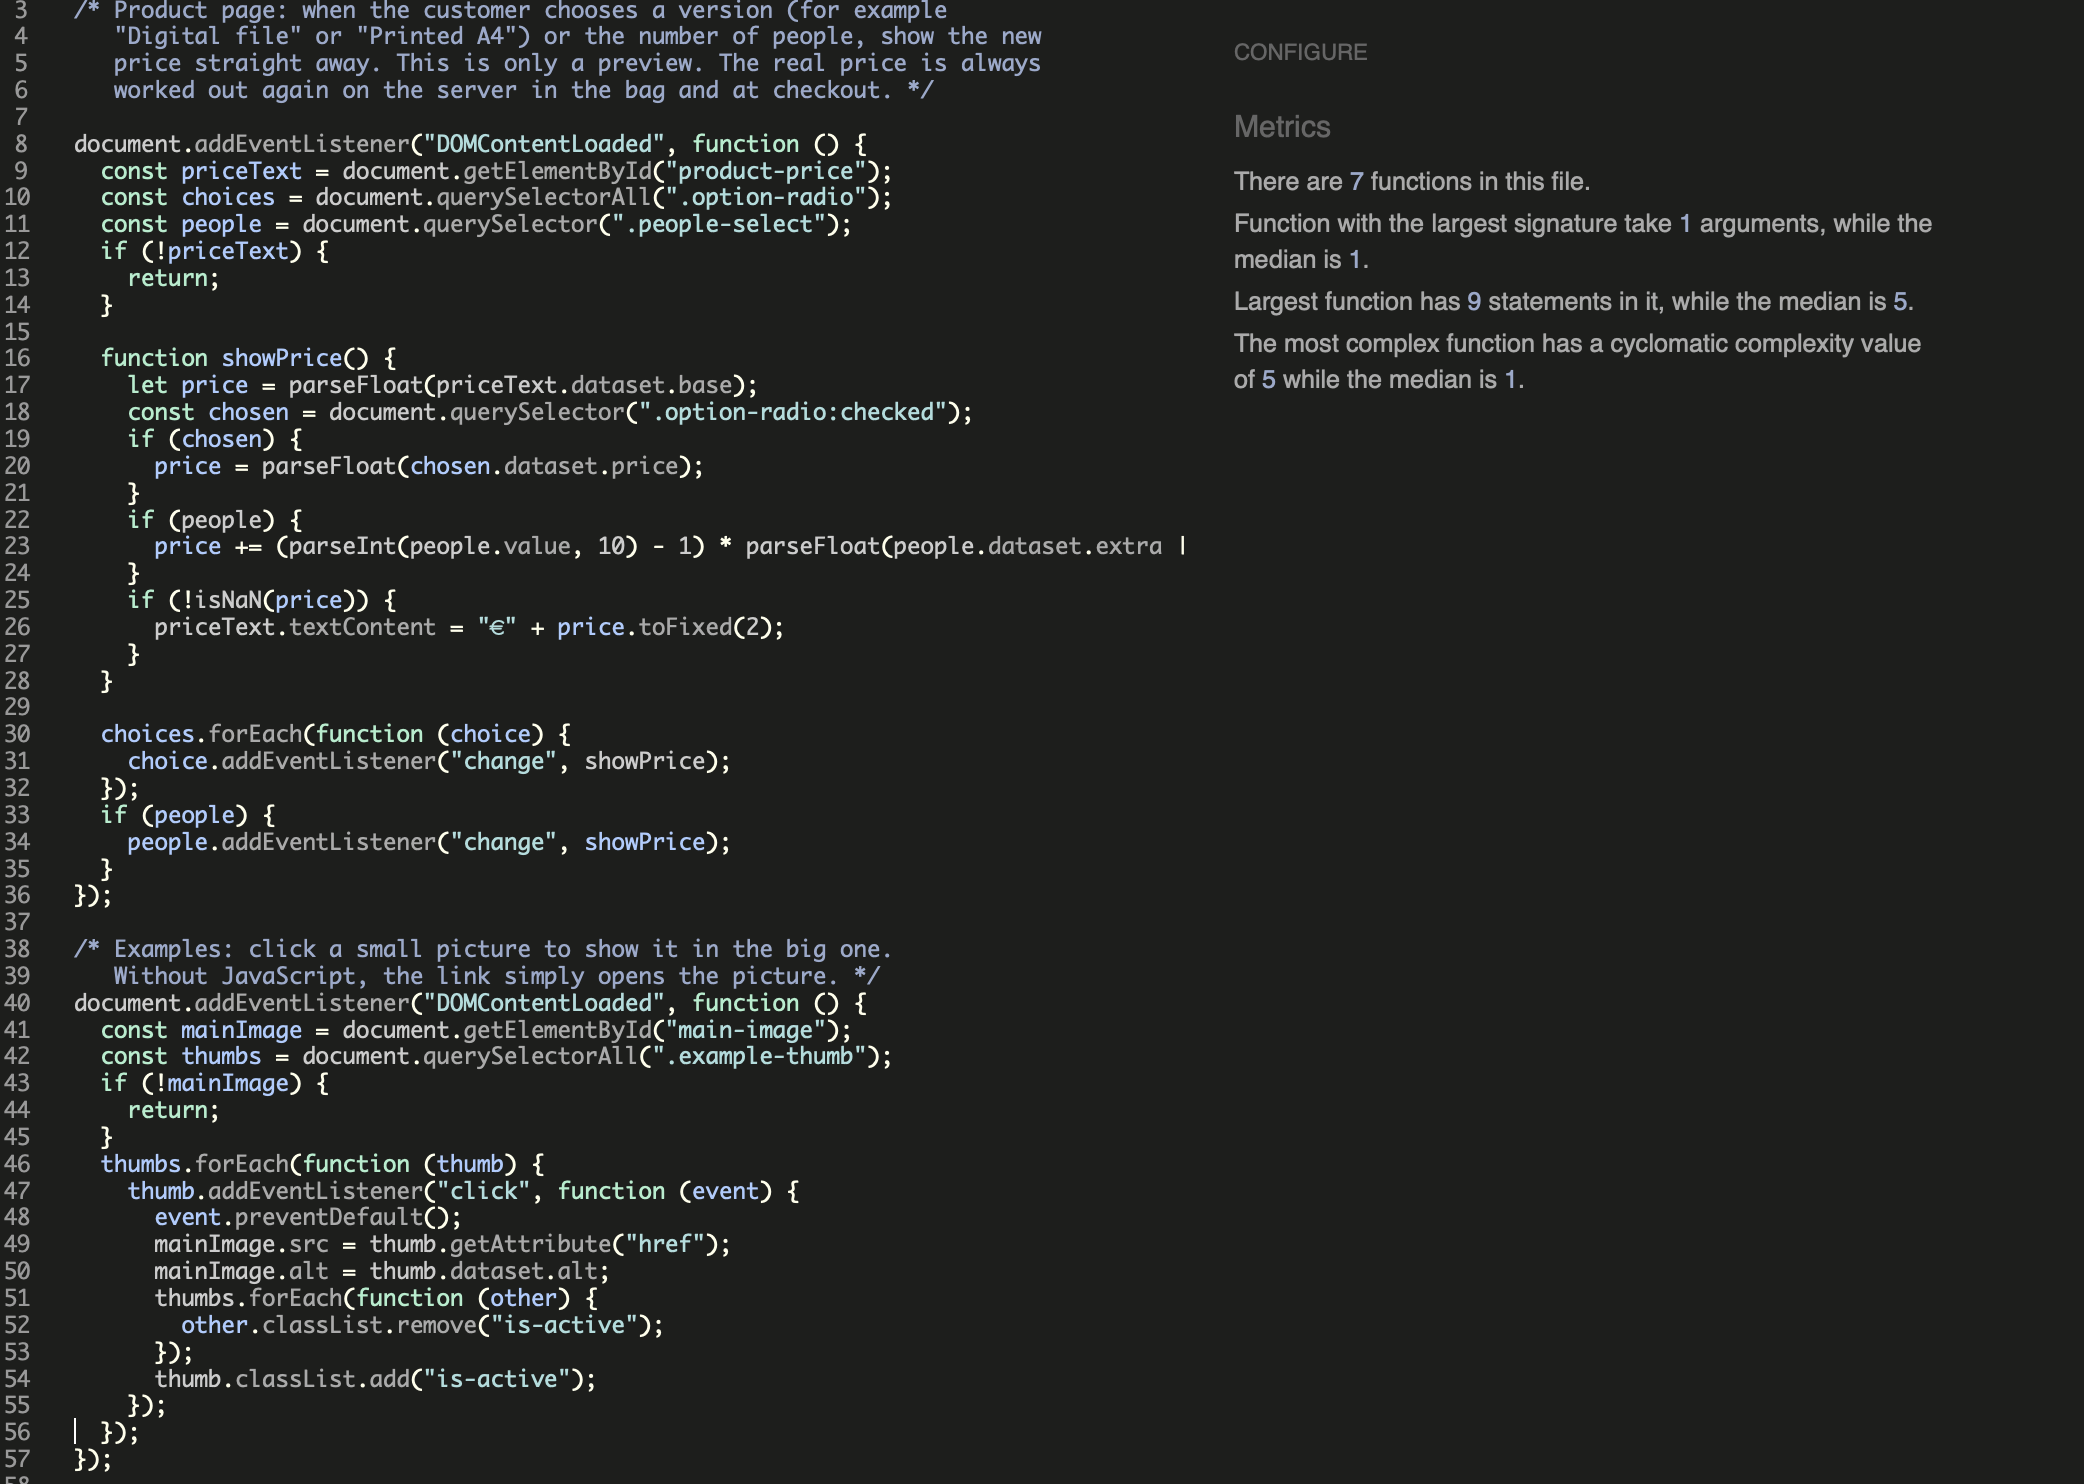 3 /* Product page: when the customer chooses a version (for example
4 "Digital file" or "Printed A4") or the number of people, show the new
5 price straight away. This is only a preview. The real price is always
6 worked out again on the server in the bag and at checkout. */
7
8 document.addEventListener("DOMContentLoaded", function () {
9 const priceText = document.getElementById("product-price");
10 const choices = document.querySelectorAll(".option-radio");
11 const people = document.querySelector(".people-select");
12 if (!priceText) {
13 return;
14 }
15
16 function showPrice() {
17 let price = parseFloat(priceText.dataset.base);
18 const chosen = document.querySelector(".option-radio:checked");
19 if (chosen) {
20 price = parseFloat(chosen.dataset.price);
21 }
22 if (people) {
23 price += (parseInt(people.value, 10) - 1) * parseFloat(people.dataset.extra |
24 }
25 if (!isNaN(price)) {
26 priceText.textContent = "€" + price.toFixed(2);
27 }
28 }
29
30 choices.forEach(function (choice) {
31 choice.addEventListener("change", showPrice);
32 });
33 if (people) {
34 people.addEventListener("change", showPrice);
35 }
36 });
37
38 /* Examples: click a small picture to show it in the big one.
39 Without JavaScript, the link simply opens the picture. */
40 document.addEventListener("DOMContentLoaded", function () {
41 const mainImage = document.getElementById("main-image");
42 const thumbs = document.querySelectorAll(".example-thumb");
43 if (!mainImage) {
44 return;
45 }
46 thumbs.forEach(function (thumb) {
47 thumb.addEventListener("click", function (event) {
48 event.preventDefault();
49 mainImage.src = thumb.getAttribute("href");
50 mainImage.alt = thumb.dataset.alt;
51 thumbs.forEach(function (other) {
52 other.classList.remove("is-active");
53 });
54 thumb.classList.add("is-active");
55 });
56 });
57 });
58
CONFIGURE
Metrics
There are 7 functions in this file.
Function with the largest signature take 1 arguments, while the
median is 1.
Largest function has 9 statements in it, while the median is 5.
The most complex function has a cyclomatic complexity value
of 5 while the median is 1.